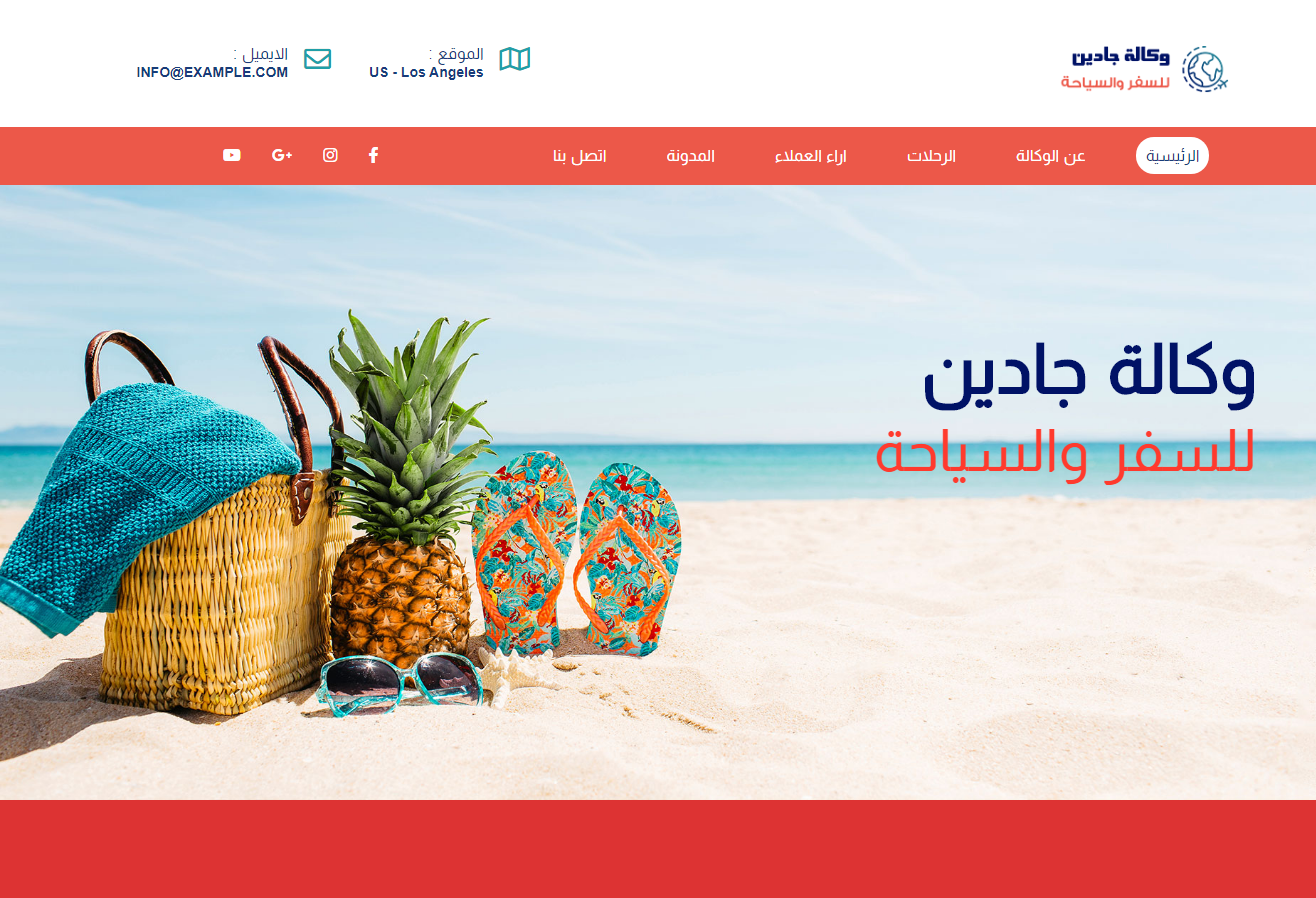 وكالة جادين
للسفر والسياحة
الموقع :
US - Los Angeles
الايميل :
INFO@EXAMPLE.COM
الرئيسية
عن الوكالة
الرحلات
اراء العملاء
المدونة
اتصل بنا
G+
وكالة جادين
للسفر والسياحة